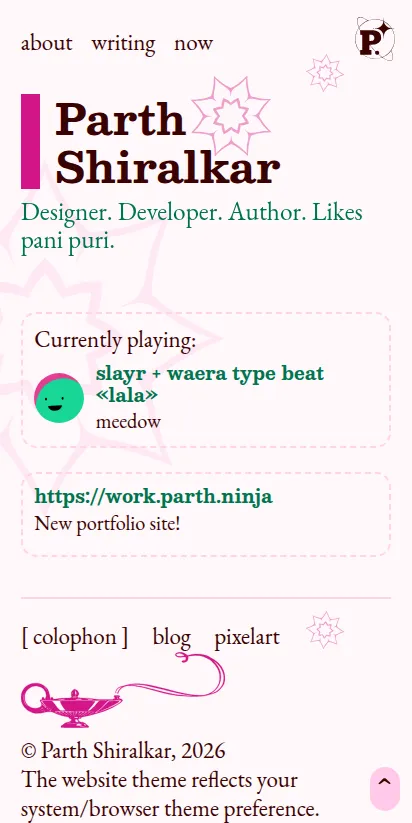 about writing now
P.
Parth
Shiralkar
Designer. Developer. Author. Likes
pani puri.
Currently playing:
slayr + waera type beat
«lala»
meedow
https://work.parth.ninja
New portfolio site!
[ colophon ] blog pixelart
© Parth Shiralkar, 2026
The website theme reflects your
system/browser theme preference.